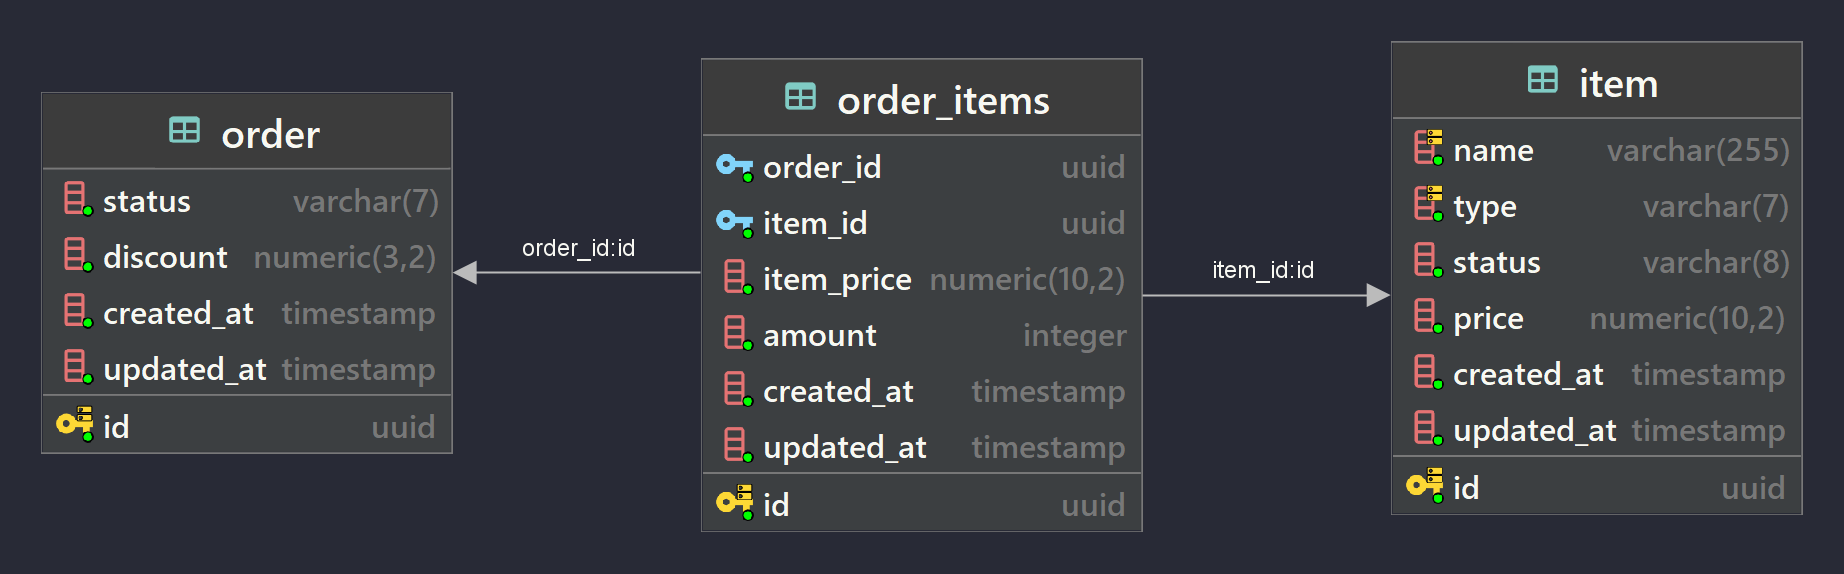 order
status varchar(7)
discount numeric(3,2)
created_at timestamp
updated_at timestamp
id uuid
order_id:id
order_items
order_id uuid
item_id uuid
item_price numeric(10,2)
amount integer
created_at timestamp
updated_at timestamp
id uuid
item_id:id
item
name varchar(255)
type varchar(7)
status varchar(8)
price numeric(10,2)
created_at timestamp
updated_at timestamp
id uuid